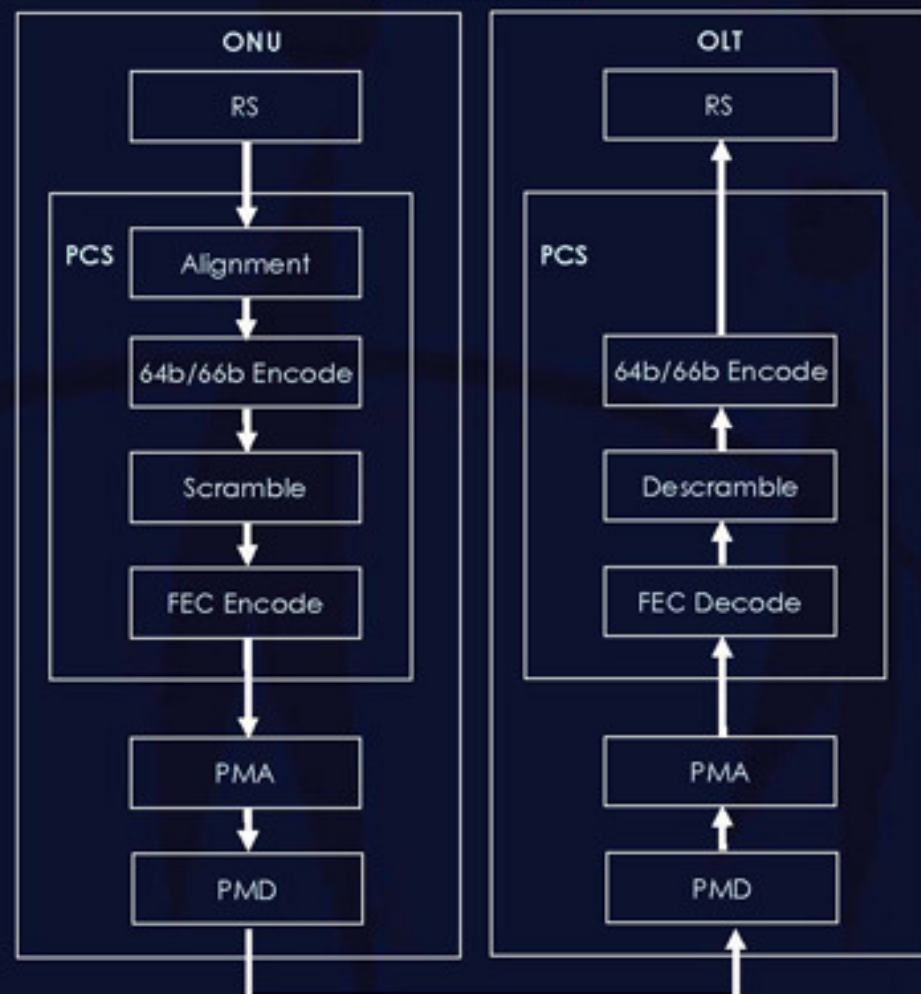 ONU
RS
PCS
Alignment
64b/66b Encode
Scramble
FEC Encode
PMA
PMD
OLT
RS
PCS
64b/66b Encode
Descramble
FEC Decode
PMA
PMD